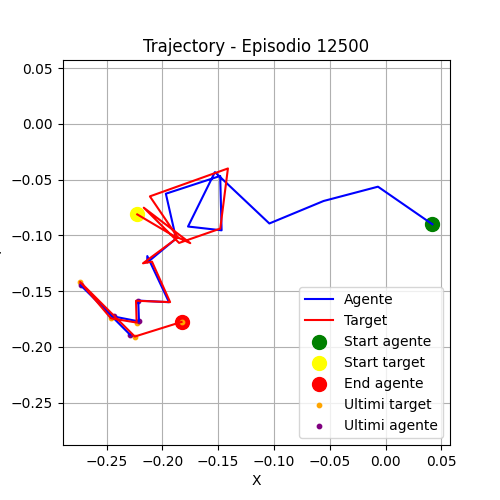 Trajectory - Episodio 12500
0.05
0.00
−0.05
−0.10
−0.15
−0.20
−0.25
Agente
Target
Start agente
Start target
End agente
Ultimi target
Ultimi agente
−0.25
−0.20
−0.15
−0.10
−0.05
0.00
0.05
X